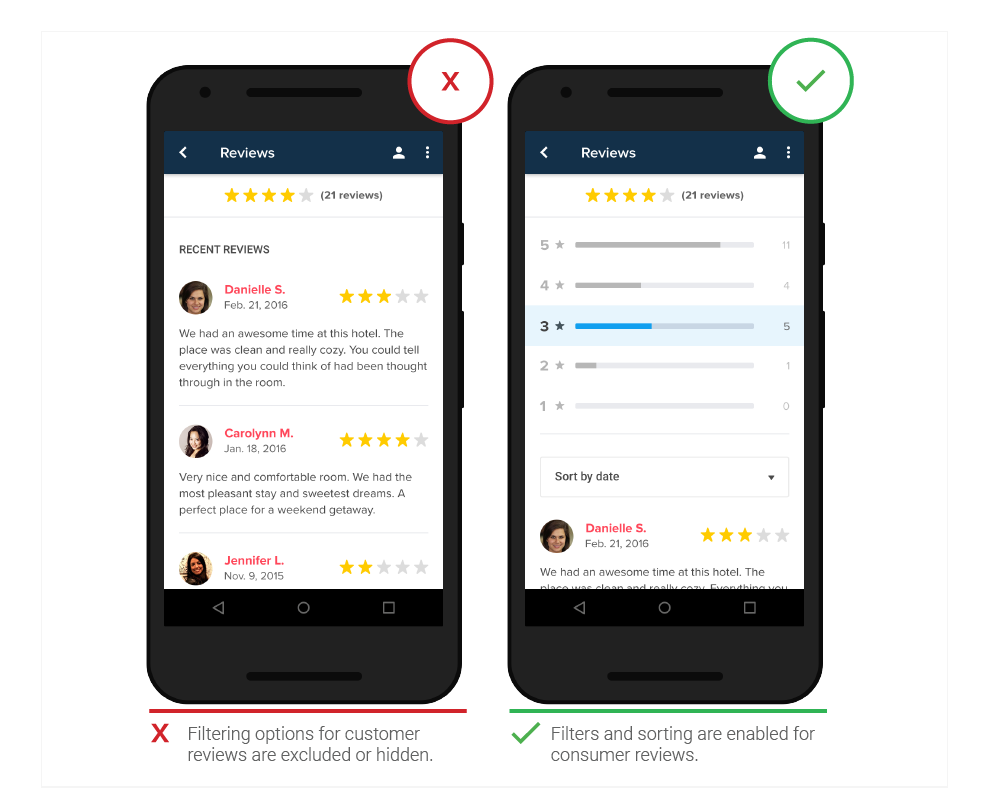 X
Reviews
(21 reviews)
RECENT REVIEWS
Danielle S.
Feb. 21, 2016
We had an awesome time at this hotel. The
place was clean and really cozy. You could tell
everything you could think of had been thought
through in the room.
Carolynn M.
Jan. 18, 2016
Very nice and comfortable room. We had the
most pleasant stay and sweetest dreams. A
perfect place for a weekend getaway.
Jennifer L.
Nov. 9, 2015
X Filtering options for customer
reviews are excluded or hidden.
Reviews
(21 reviews)
5 11
4 4
3 5
2 1
1 0
Sort by date
Danielle S.
Feb. 21, 2016
We had an awesome time at this hotel. The
place was clean and really cozy. Everything you
Filters and sorting are enabled for
consumer reviews.